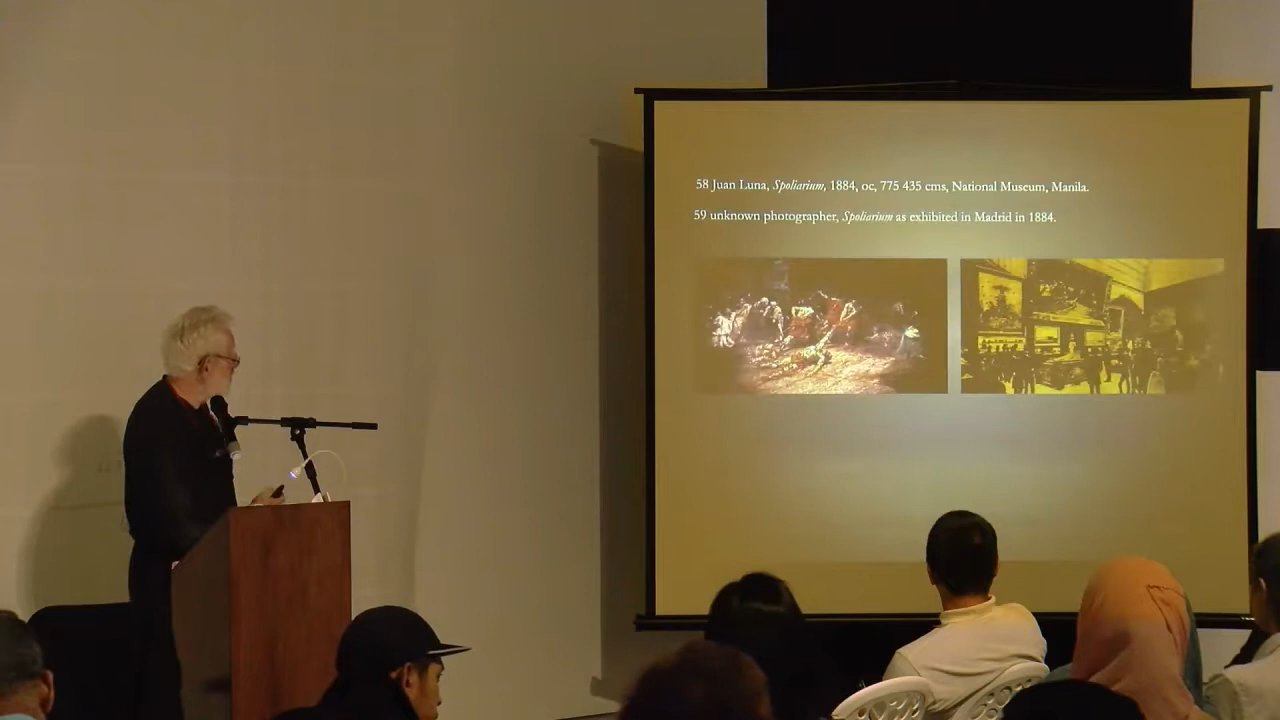 58 Juan Luna, Spoliarium, 1884, oc, 775 435 cms, National Museum, Manila.
59 unknown photographer, Spoliarium as exhibited in Madrid in 1884.